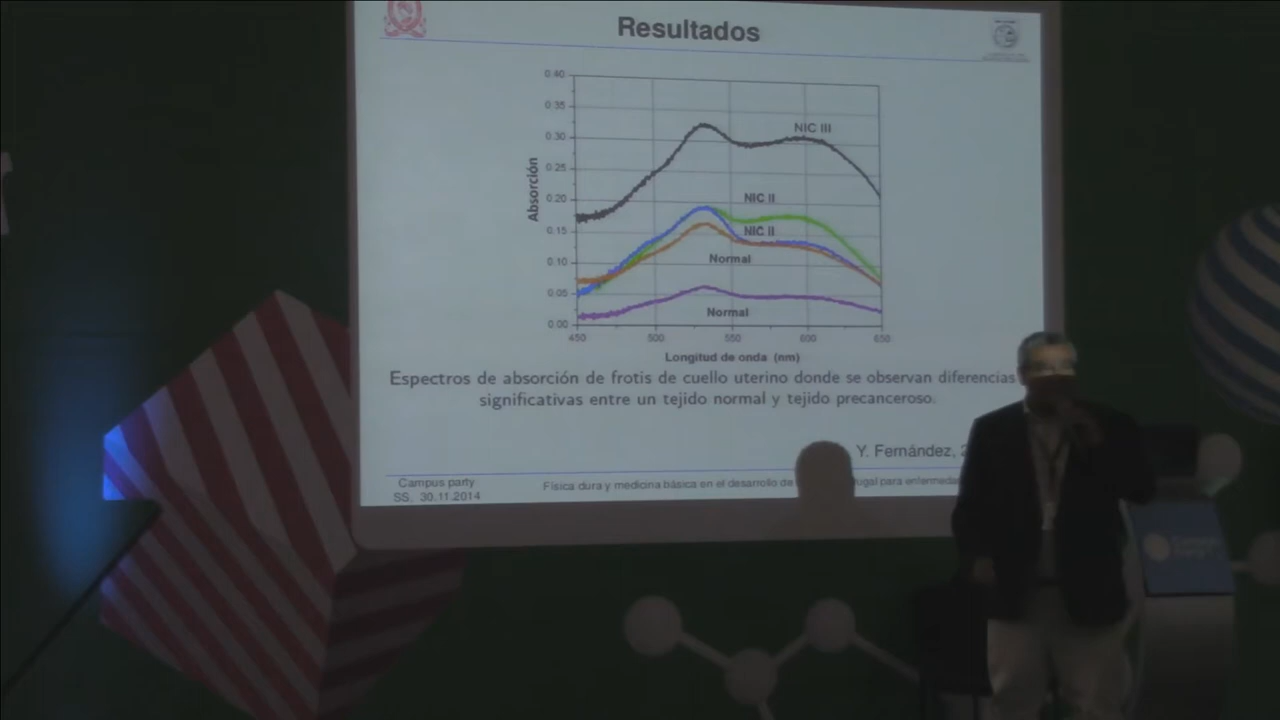 Resultados
0.40
0.35
0.30
0.25
0.20
0.15
0.10
0.05
0.00
Absorción
NIC III
NIC II
NIC II
Normal
Normal
450
500
550
600
650
Longitud de onda (nm)
Espectros de absorción de frotis de cuello uterino donde se observan diferencias
significativas entre un tejido normal y tejido precanceroso.
Y. Fernández,
Campus party
SS. 30.11.2014
Física dura y medicina básica en el desarrollo de
para